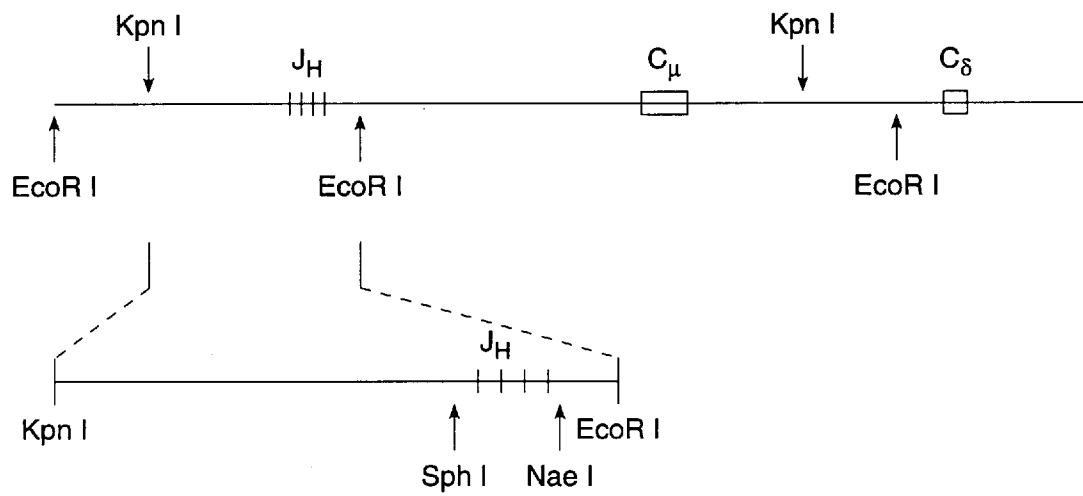 Kpn I
J_H
C_μ
Kpn I
C_δ
EcoR I
EcoR I
EcoR I
J_H
Kpn I
EcoR I
Sph I
Nae I